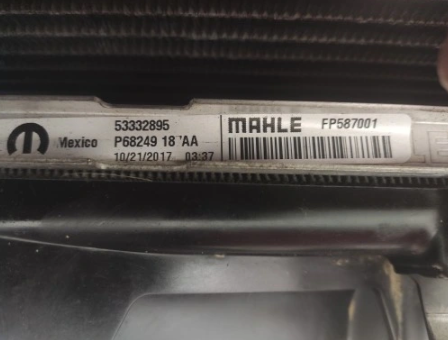 53332895
Mexico P68249 18 AA
10/21/2017 03:37
MAHLE FP587001